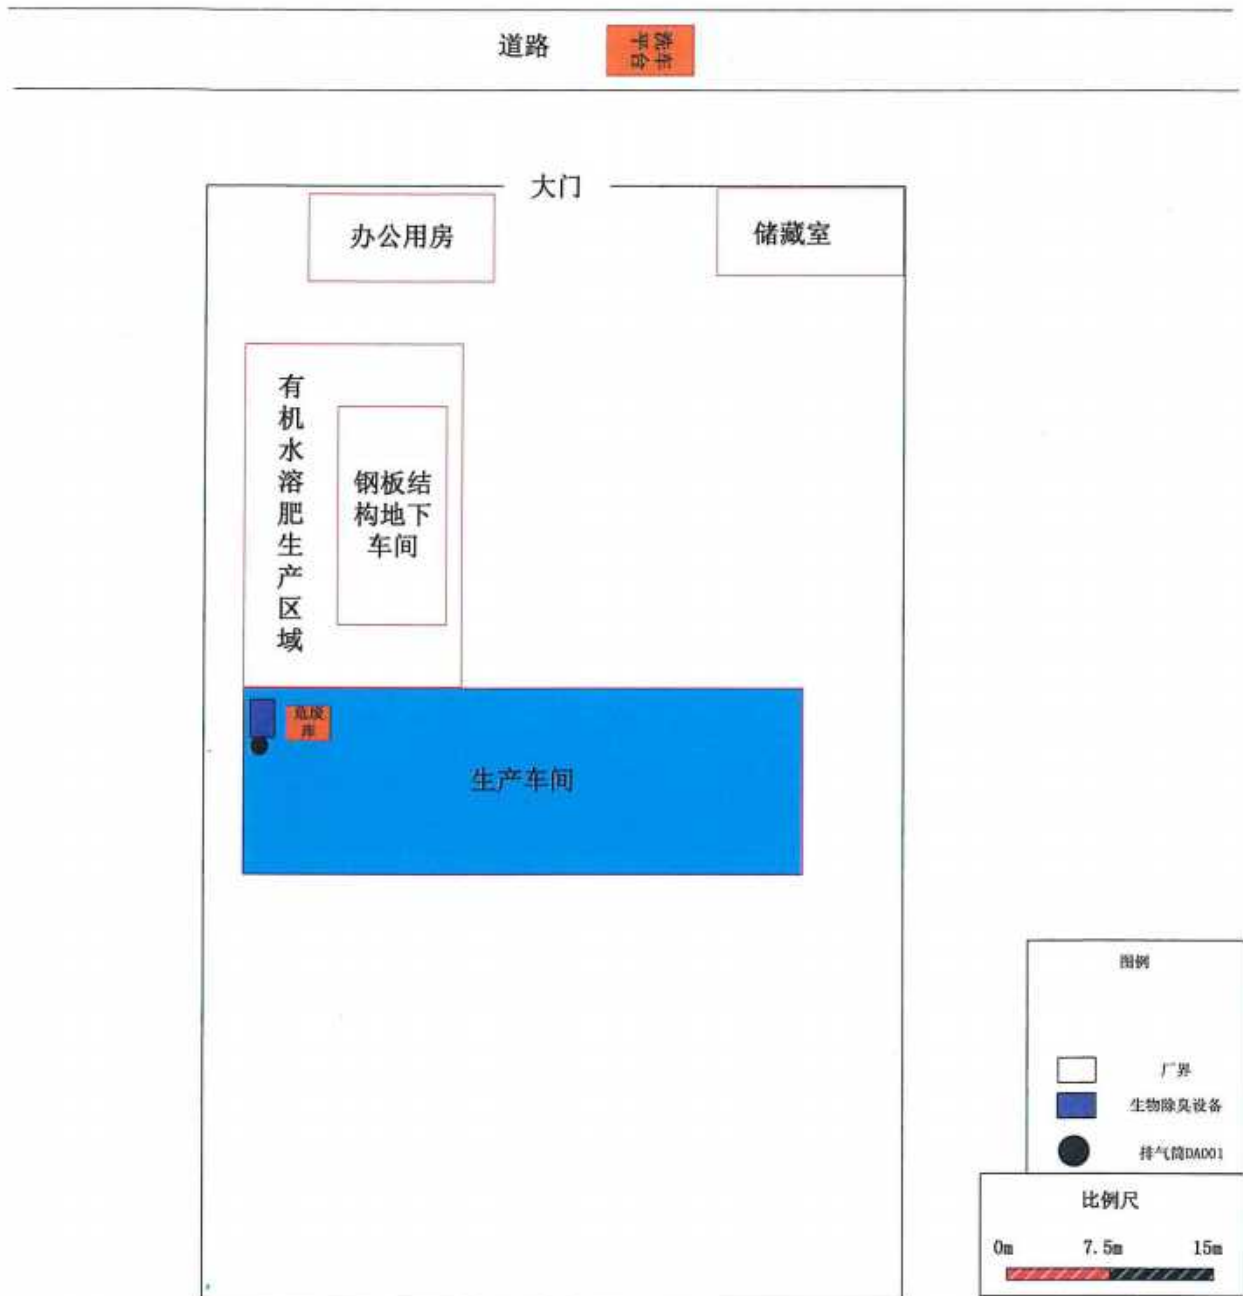 道路
洗车
平台
大门
办公用房
储藏室
有机水溶肥生产区域
钢板结
构地下
车间
危废
库
生产车间
图例
厂界
生物除臭设备
排气筒DA001
比例尺
0m 7.5m 15m